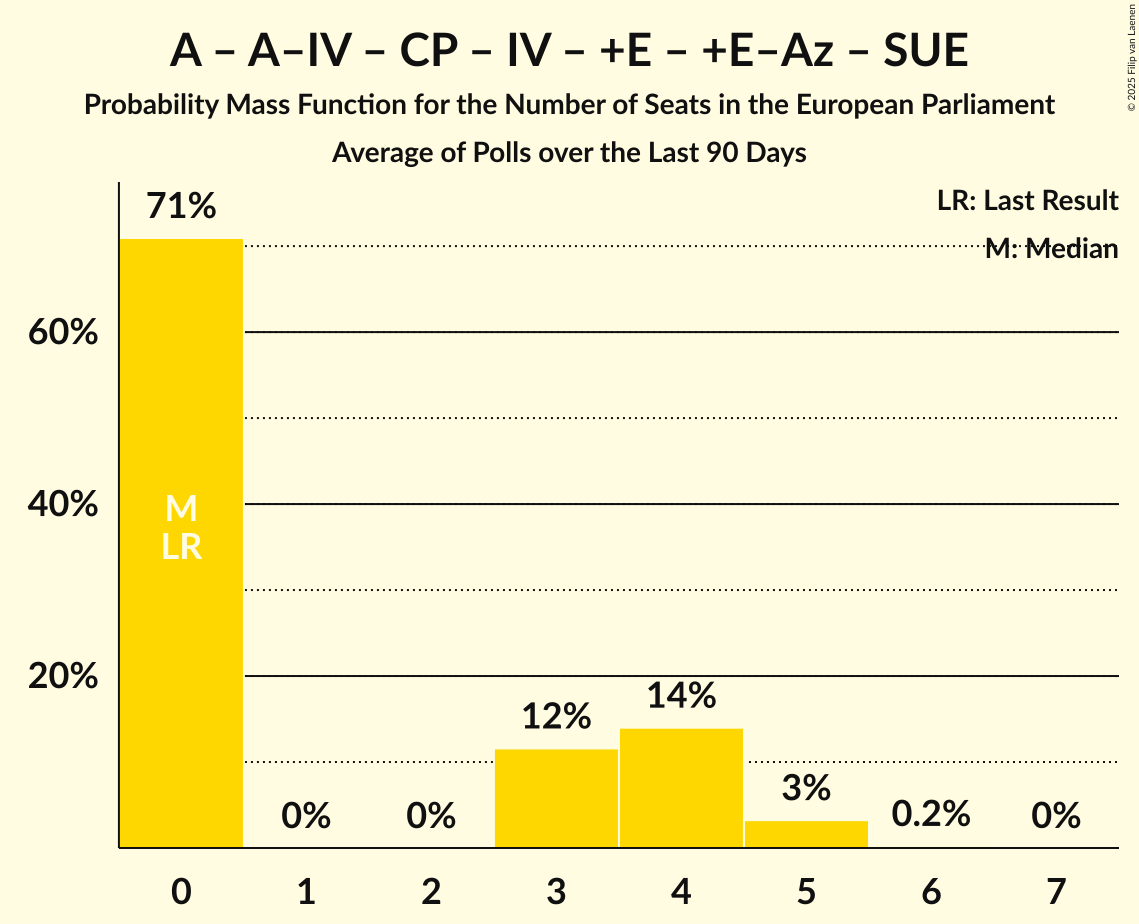 A – A–IV – CP – IV – +E – +E–Az – SUE
Probability Mass Function for the Number of Seats in the European Parliament
Average of Polls over the Last 90 Days
© 2025 Filip van Laenen
LR: Last Result
M: Median
71%
60%
40%
20%
M
LR
0%
0%
12%
14%
3%
0.2%
0%
0 1 2 3 4 5 6 7